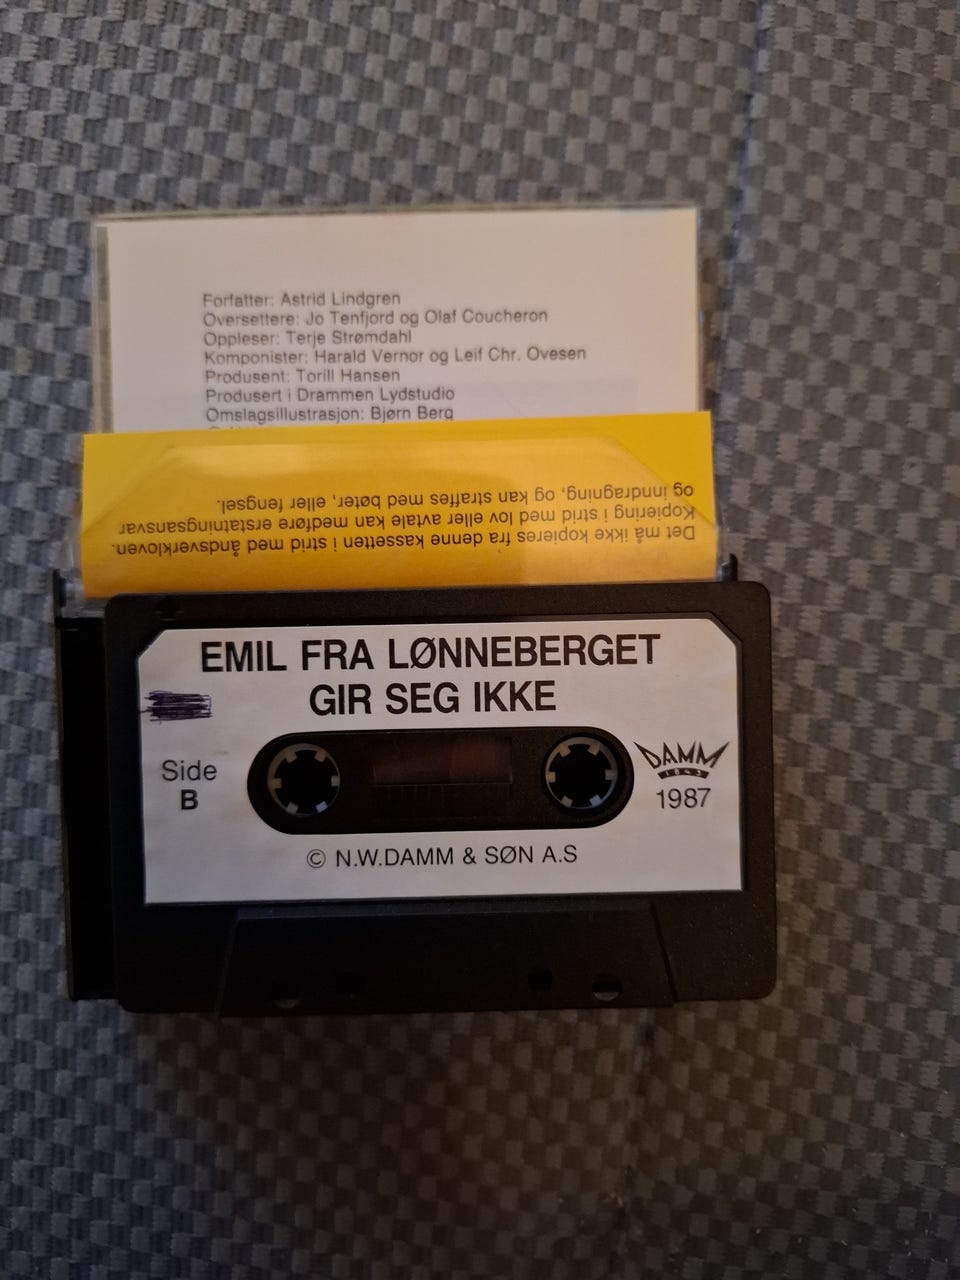 Forfatter: Astrid Lindgren
Oversettere: Jo Tenfjord og Olaf Coucheron
Oppleser: Terje Strømdahl
Komponister: Harald Vernor og Leif Chr. Ovesen
Produsent: Torill Hansen
Produsert i Drammen Lydstudio
Omslagsillustrasjon: Bjørn Berg
Det må ikke kopieres fra denne kassetten i strid med åndsverkloven.
Kopiering i strid med lov eller avtale kan medføre erstatningsansvar
og inndragning, og kan straffes med bøter, eller fengsel.
EMIL FRA LØNNEBERGET
GIR SEG IKKE
Side
B
DAMM
1843
1987
© N.W.DAMM & SØN A.S